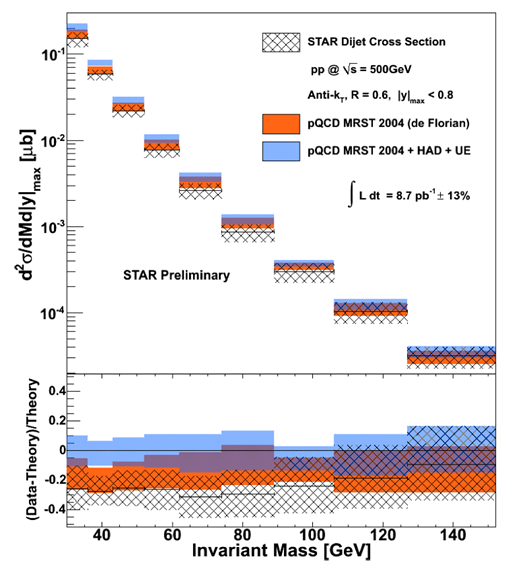 STAR Dijet Cross Section
pp @ √s = 500GeV
Anti-k_T, R = 0.6, |y|_max < 0.8
pQCD MRST 2004 (de Florian)
pQCD MRST 2004 + HAD + UE
∫ L dt = 8.7 pb⁻¹ ± 13%
STAR Preliminary
d²σ/dMd|y|_max [μb]
10⁻¹
10⁻²
10⁻³
10⁻⁴
(Data-Theory)/Theory
0.4
0.2
0
-0.2
-0.4
40 60 80 100 120 140
Invariant Mass [GeV]